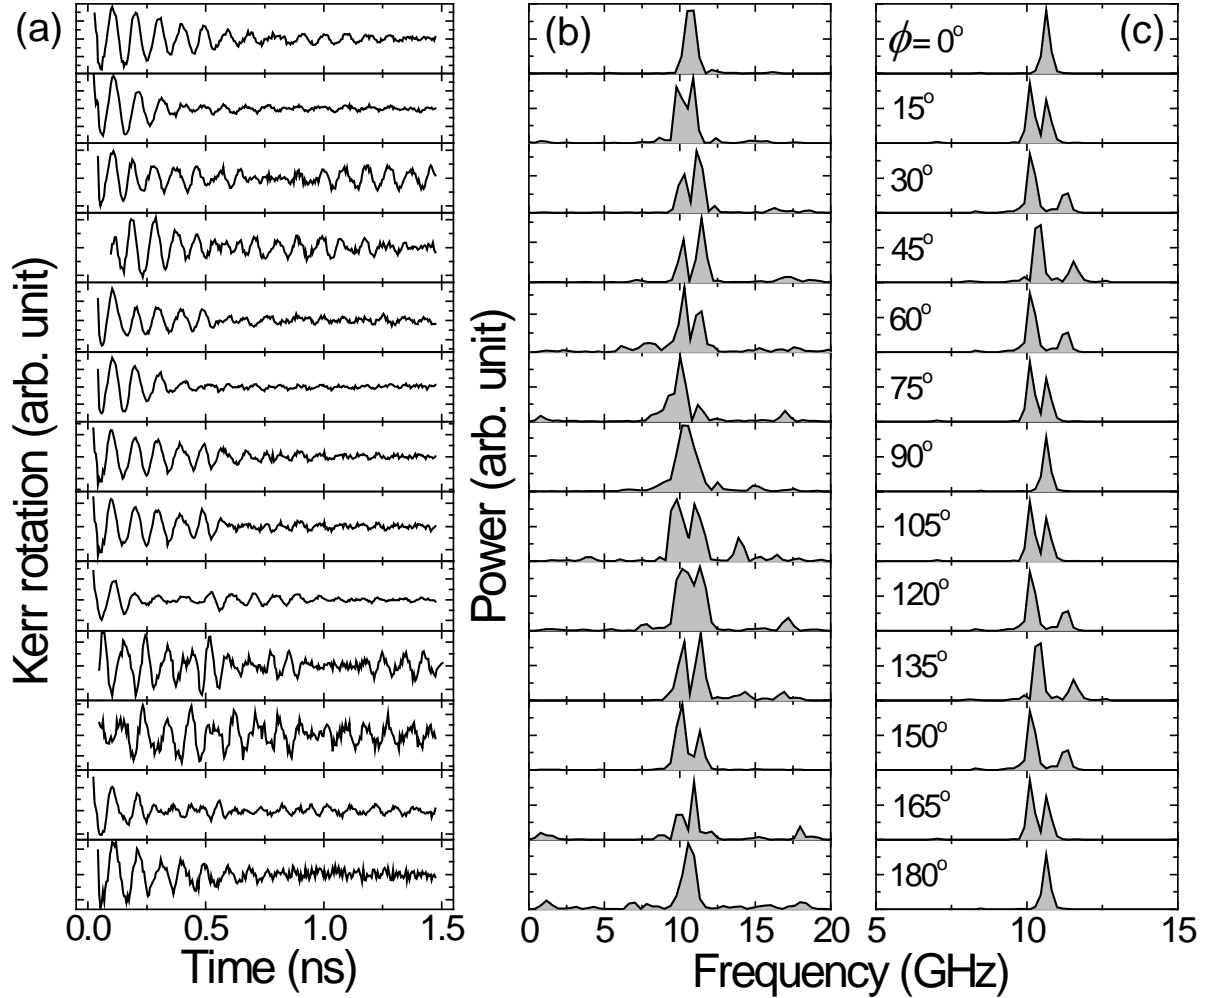 (a)
(b)
ϕ= 0° (c)
15°
30°
45°
60°
75°
90°
105°
120°
135°
150°
165°
180°
Kerr rotation (arb. unit)
Power (arb. unit)
0.0 0.5 1.0 1.5
0 5 10 15 20
5 10 15
Time (ns)
Frequency (GHz)